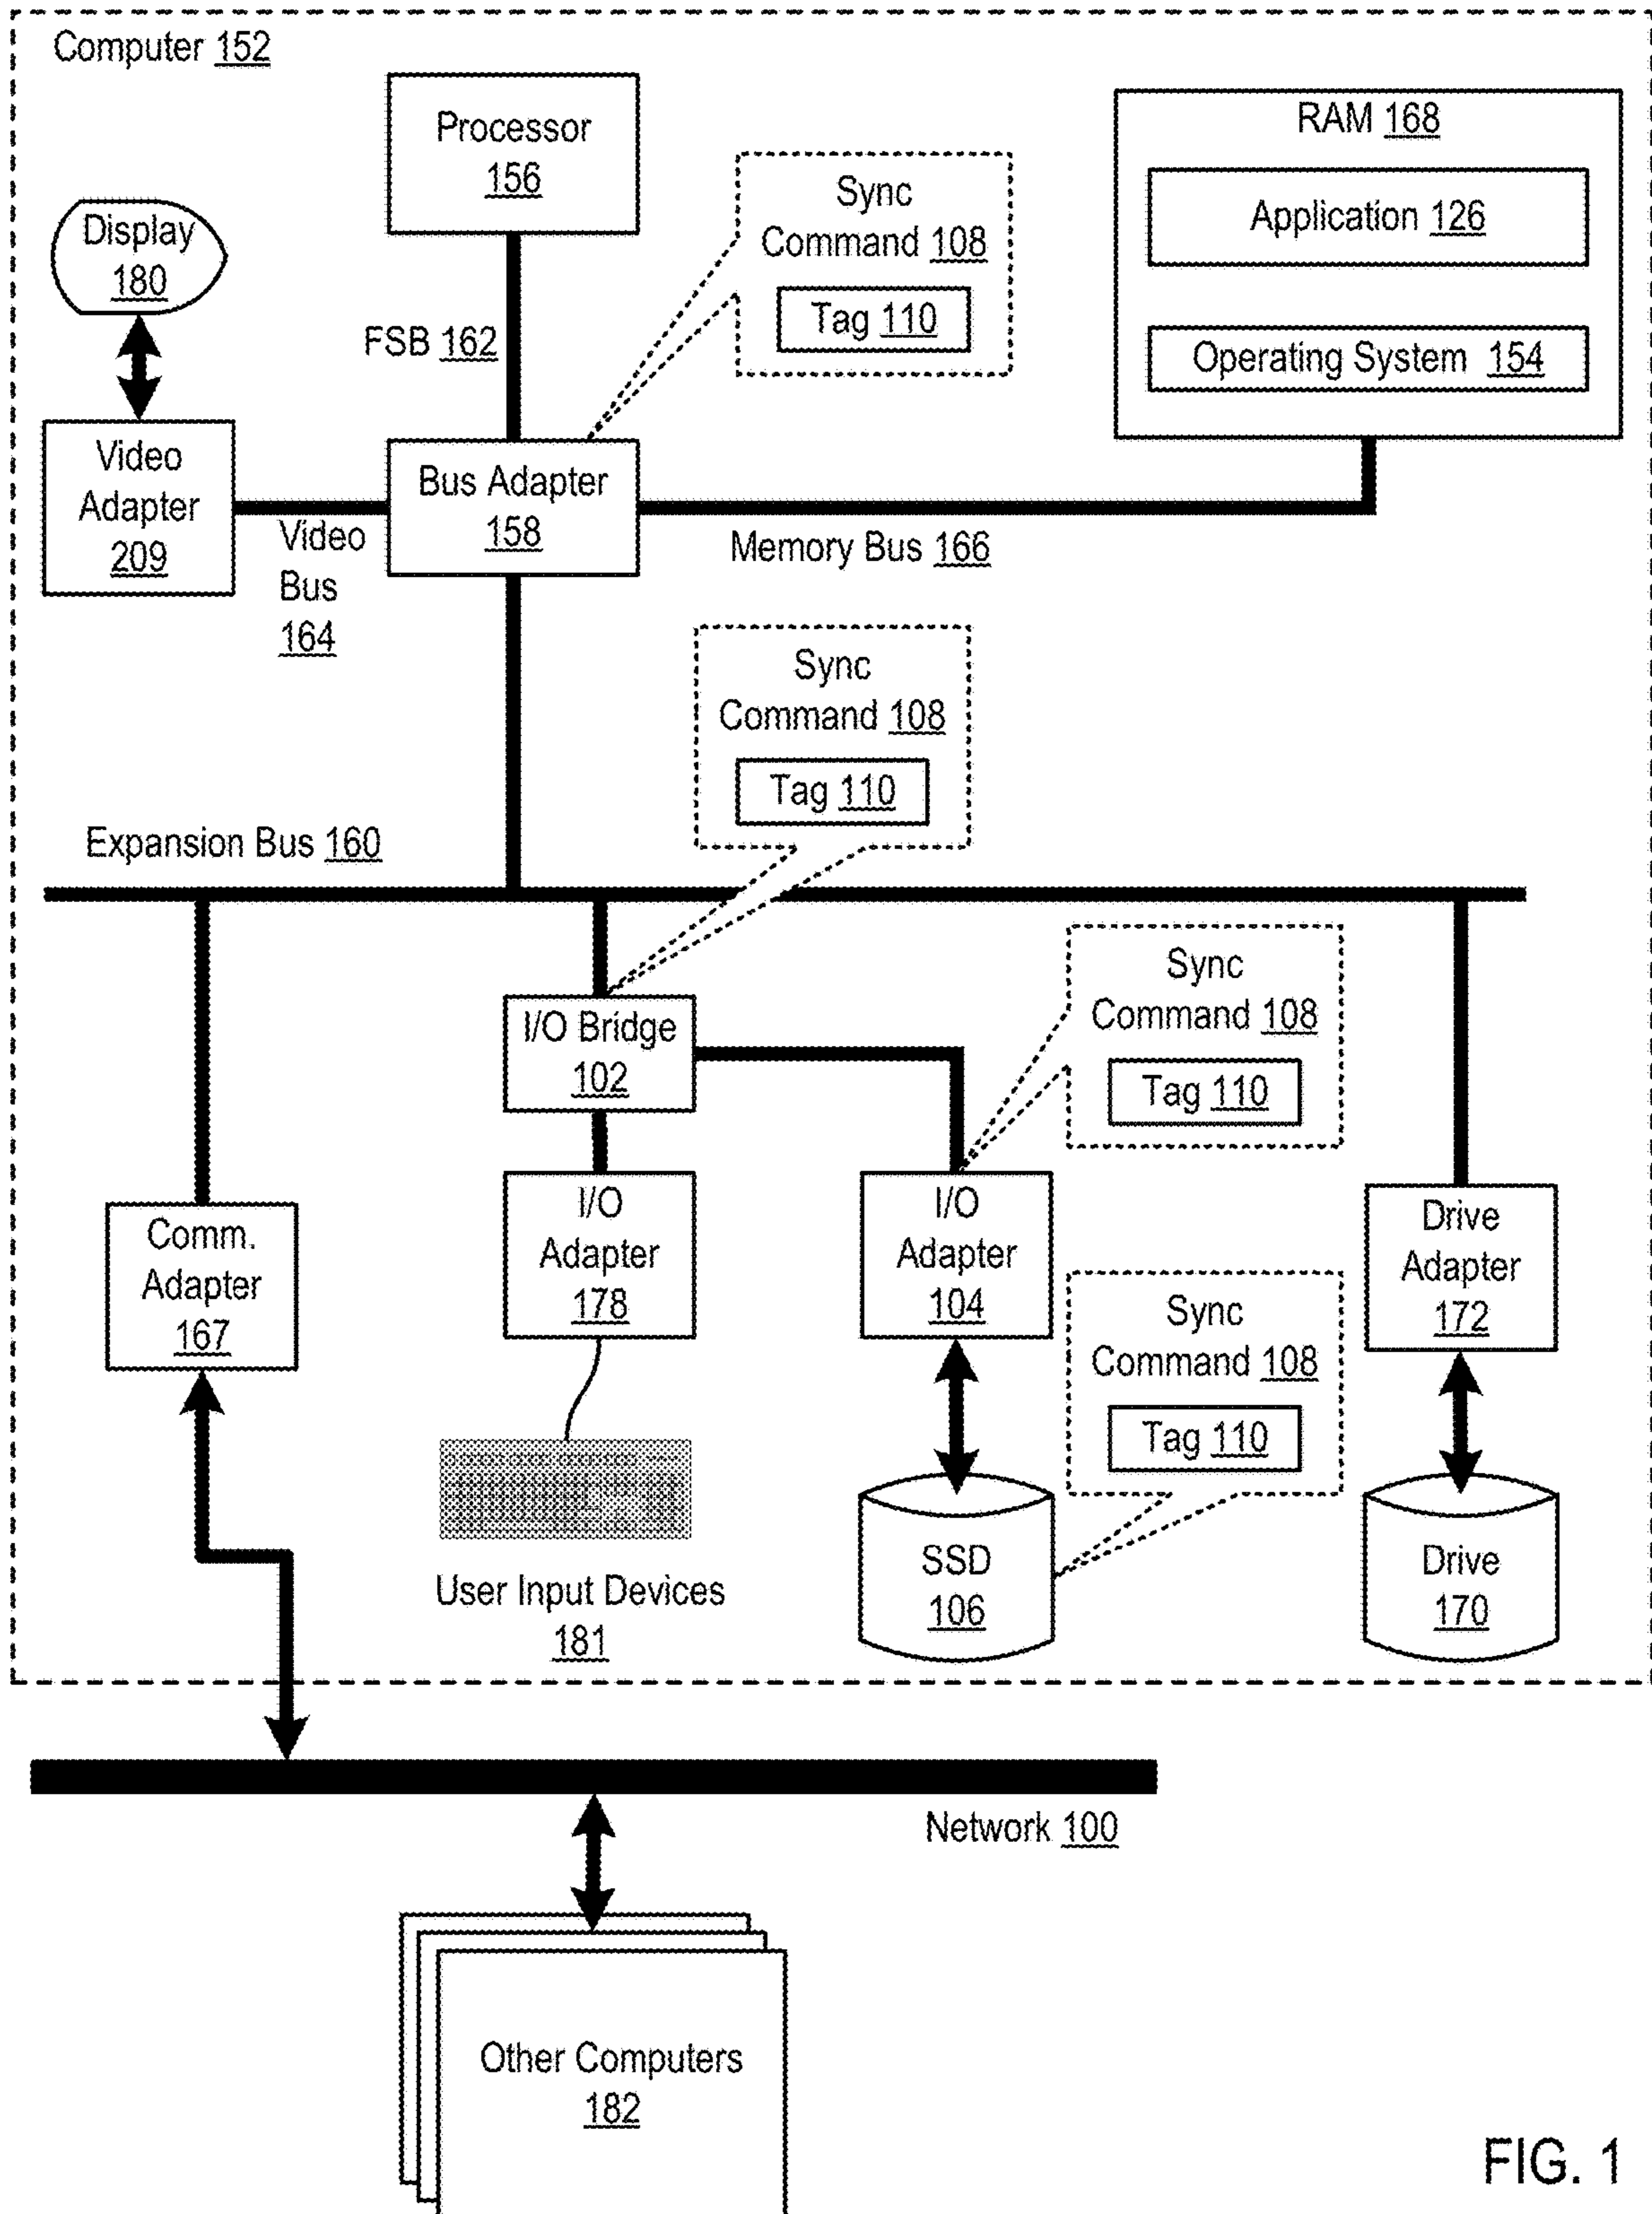 Computer 152
Processor
156
RAM 168
Application 126
Operating System 154
Sync
Command 108
Tag 110
Display
180
FSB 162
Video
Adapter
209
Bus Adapter
158
Video
Bus
164
Memory Bus 166
Sync
Command 108
Tag 110
Expansion Bus 160
I/O Bridge
102
Sync
Command 108
Tag 110
Comm.
Adapter
167
I/O
Adapter
178
I/O
Adapter
104
Drive
Adapter
172
Sync
Command 108
Tag 110
User Input Devices
181
SSD
106
Drive
170
Network 100
Other Computers
182
FIG. 1